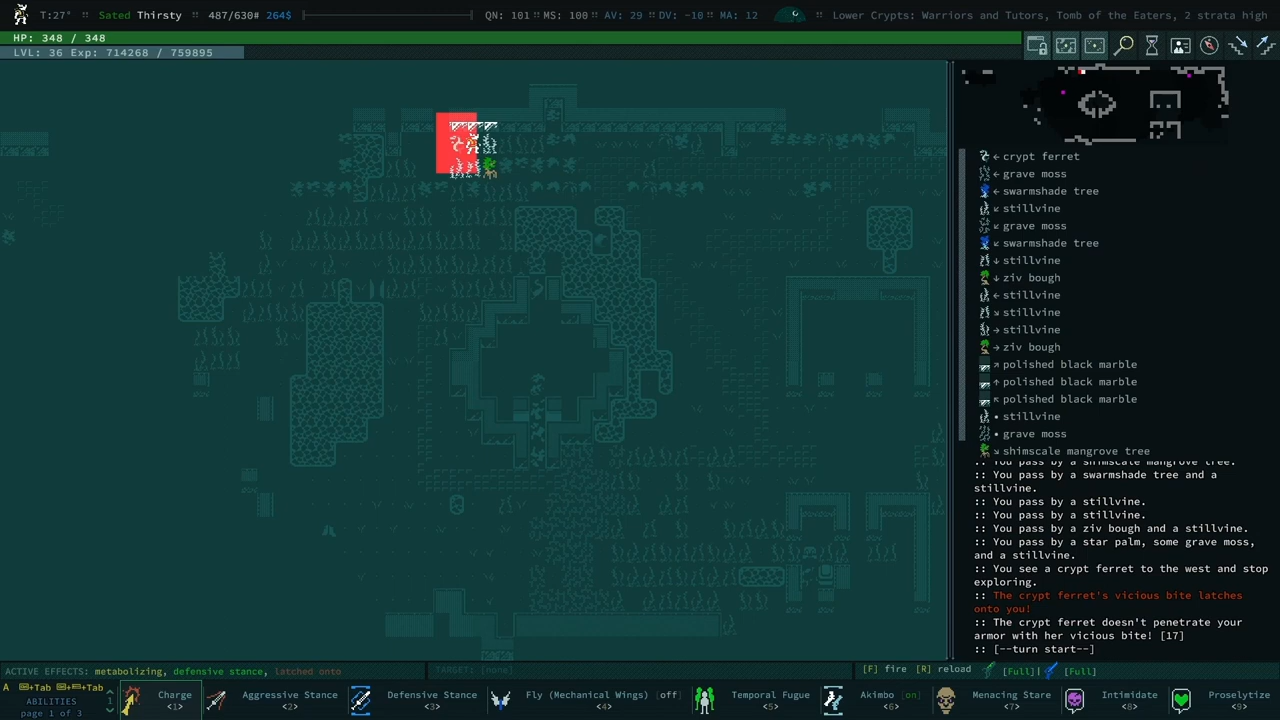 T:27° :: Sated Thirsty :: 487/630# 264$
QN: 101 :: MS: 100 :: AV: 29 :: DV: -10 :: MA: 12
:: Lower Crypts: Warriors and Tutors, Tomb of the Eaters, 2 strata high
HP: 348 / 348
LVL: 36 Exp: 714268 / 759895
← crypt ferret
← grave moss
← swarmshade tree
↙ stillvine
↙ grave moss
↙ swarmshade tree
↓ stillvine
↓ ziv bough
← stillvine
↘ stillvine
→ stillvine
→ ziv bough
↗ polished black marble
↑ polished black marble
↖ polished black marble
• stillvine
• grave moss
↘ shimscale mangrove tree
:: You pass by a shimscale mangrove tree.
:: You pass by a swarmshade tree and a
stillvine.
:: You pass by a stillvine.
:: You pass by a stillvine.
:: You pass by a ziv bough and a stillvine.
:: You pass by a star palm, some grave moss,
and a stillvine.
:: You see a crypt ferret to the west and stop
exploring.
:: The crypt ferret's vicious bite latches
onto you!
:: The crypt ferret doesn't penetrate your
armor with her vicious bite! [17]
:: [--turn start--]
ACTIVE EFFECTS: metabolizing, defensive stance, latched onto
TARGET: [none]
[F] fire [R] reload
[Full] | [Full]
A
+Tab +Tab
ABILITIES
page 1 of 3
1
Charge
<1>
Aggressive Stance
<2>
Defensive Stance
<3>
Fly (Mechanical Wings) [off]
<4>
Temporal Fugue
<5>
Akimbo [on]
<6>
Menacing Stare
<7>
Intimidate
<8>
Proselytize
<9>